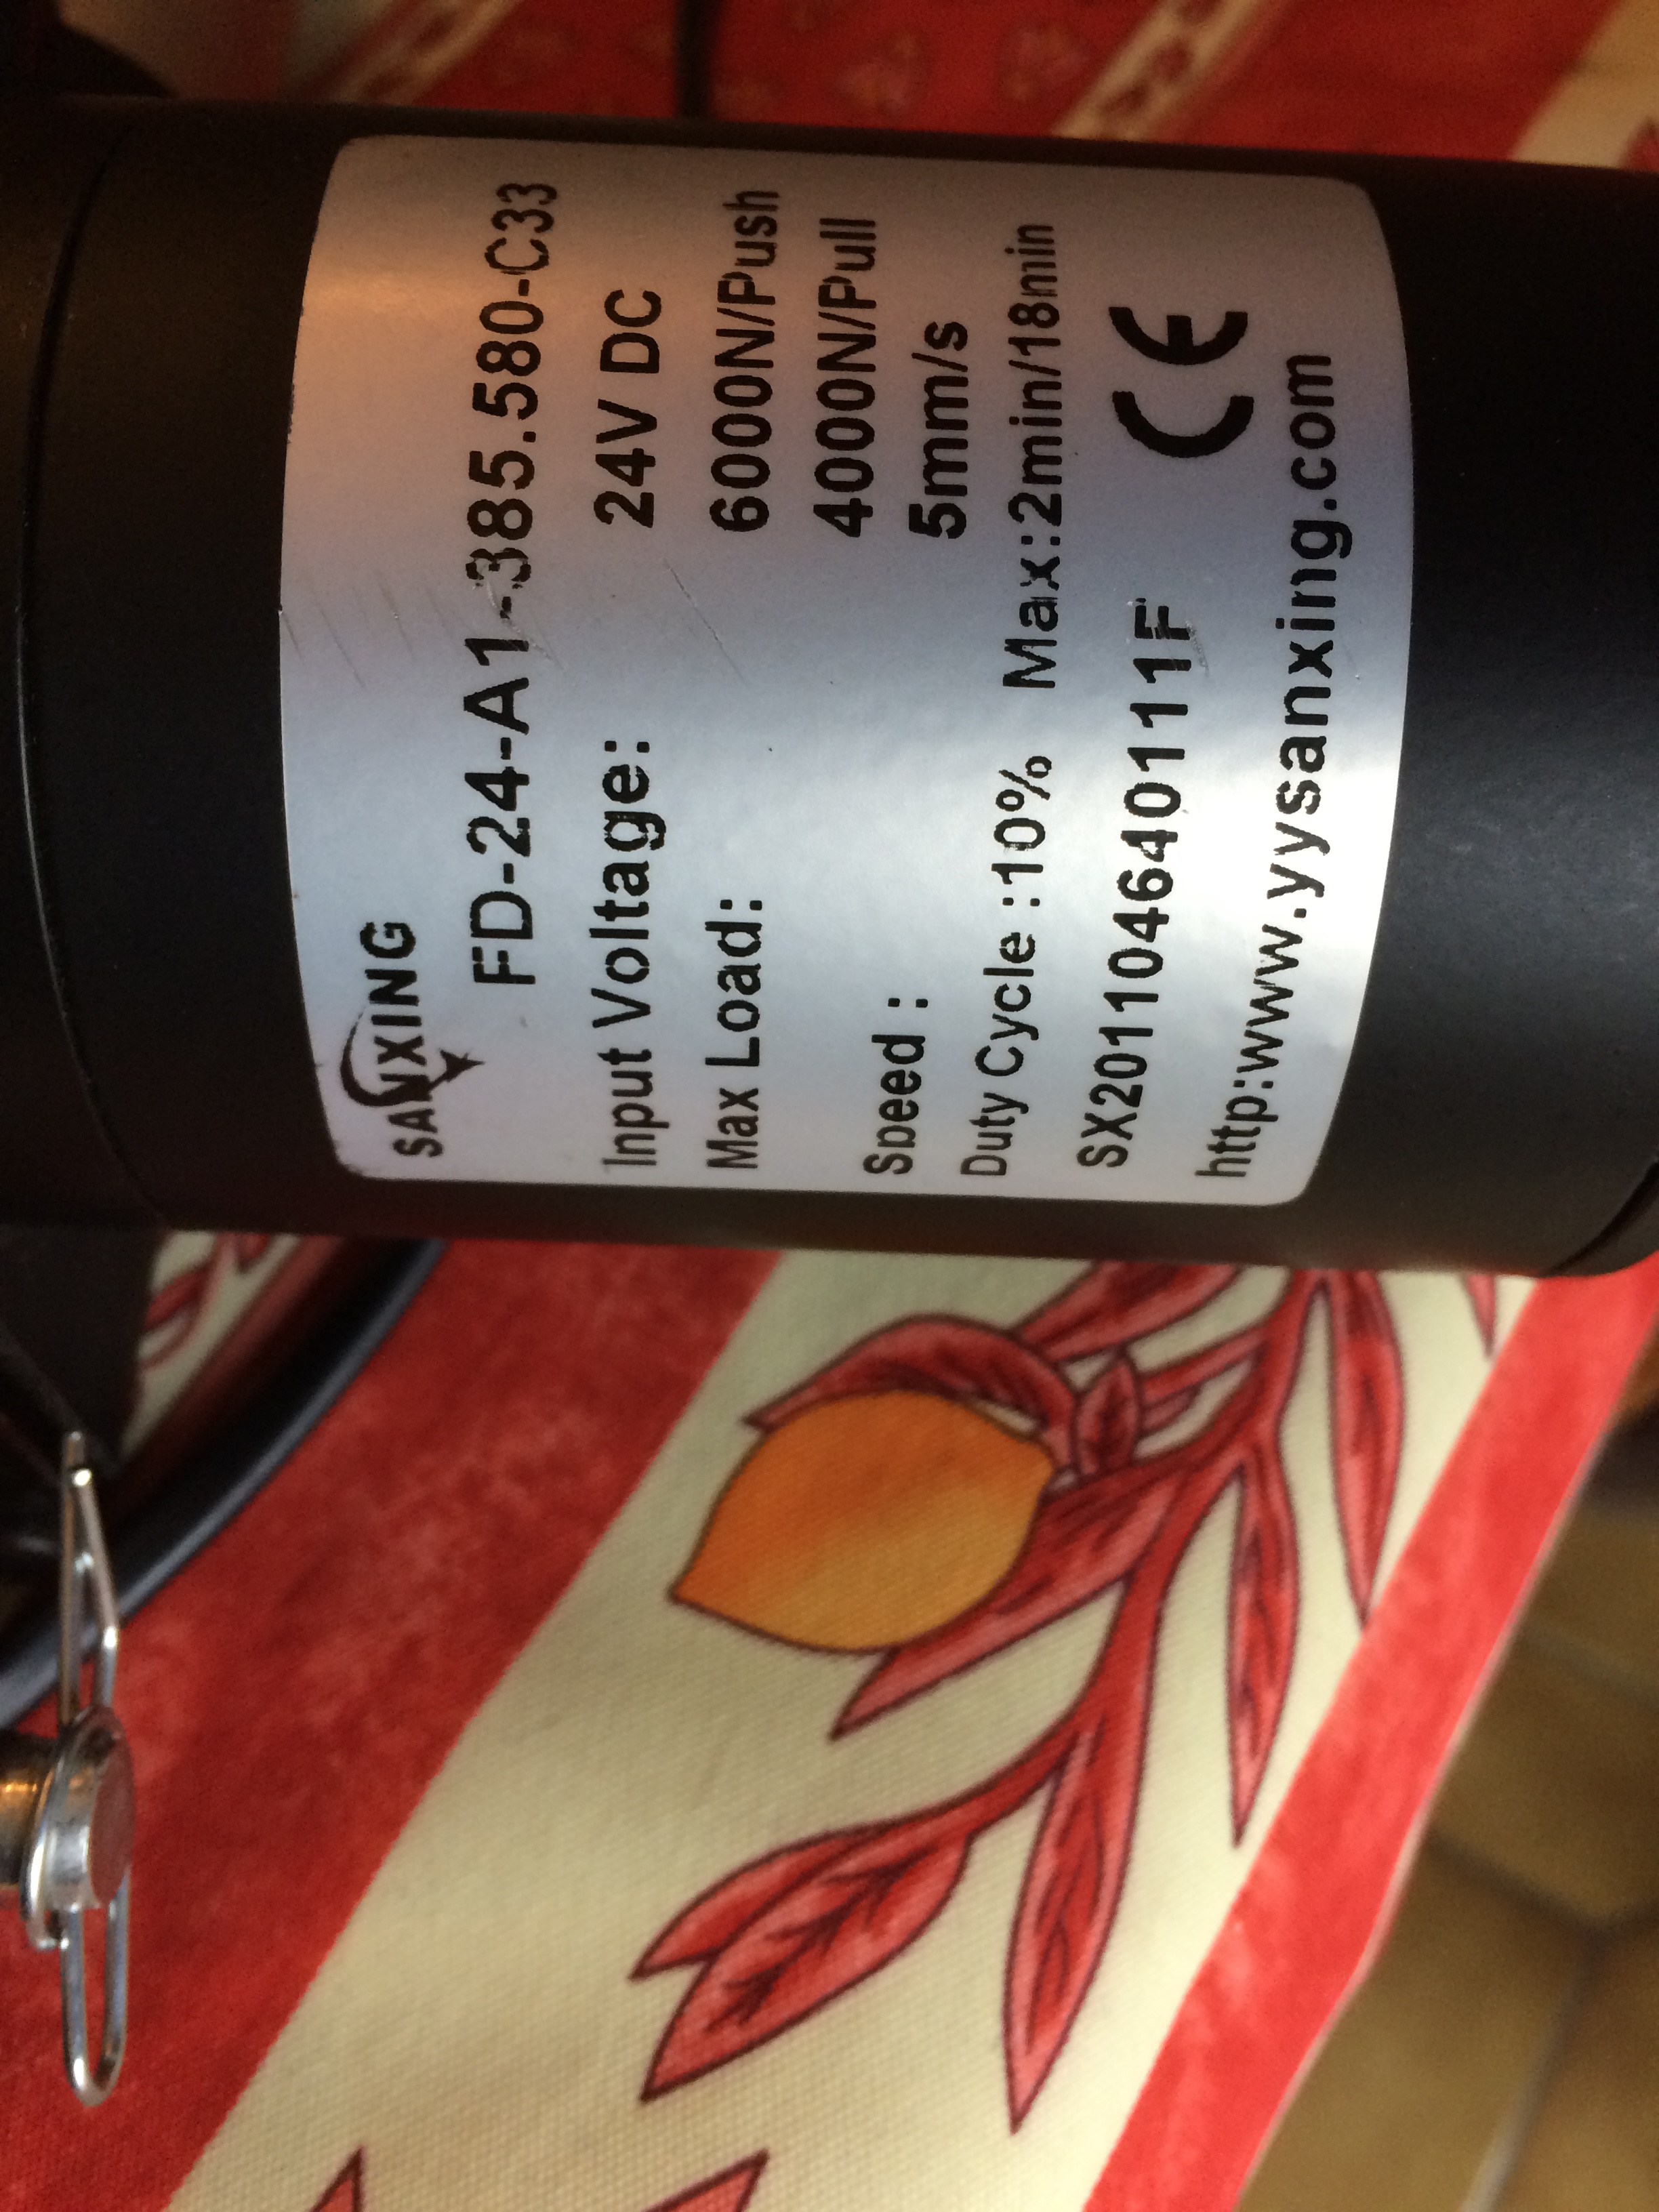 SANXING
FD-24-A1-385.580-C33
Input Voltage: 24V DC
Max Load: 6000N/Push
4000N/Pull
Speed : 5mm/s
Duty Cycle :10% Max:2min/18min
SX201104640111F CE
http:www.yysanxing.com